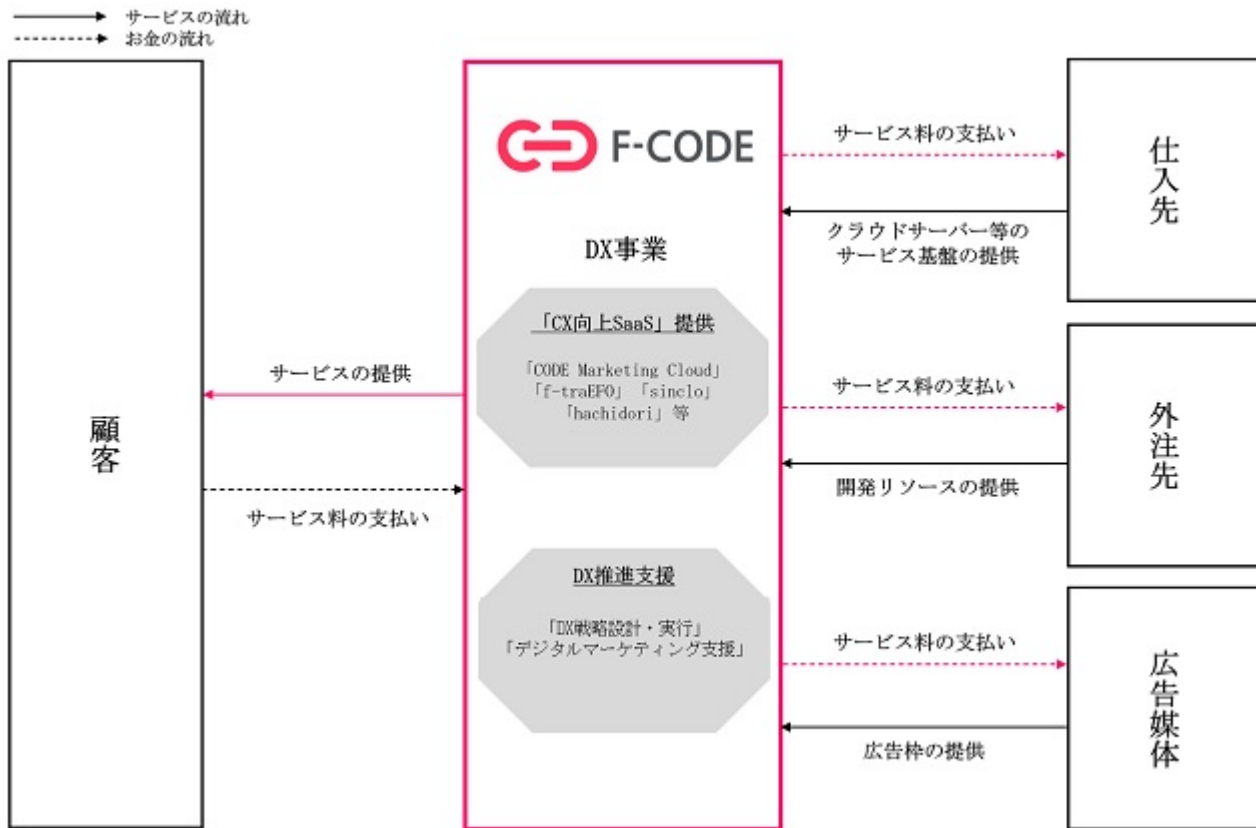 サービスの流れ
お金の流れ
顧客
サービスの提供
サービス料の支払い
F-CODE
DX事業
「CX向上SaaS」提供
「CODE Marketing Cloud」
「f-traEFO」「sinclo」
「hachidori」等
DX推進支援
「DX戦略設計・実行」
「デジタルマーケティング支援」
サービス料の支払い
クラウドサーバー等の
サービス基盤の提供
仕入先
サービス料の支払い
開発リソースの提供
外注先
サービス料の支払い
広告枠の提供
広告媒体